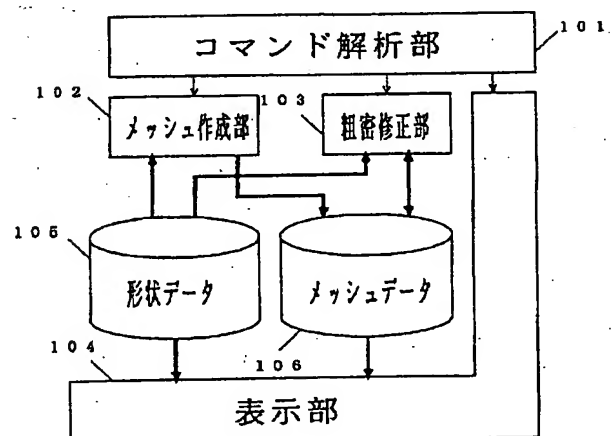 コマンド解析部
101
102
メッシュ作成部
103
粗密修正部
105
形状データ
メッシュデータ
104
106
表示部